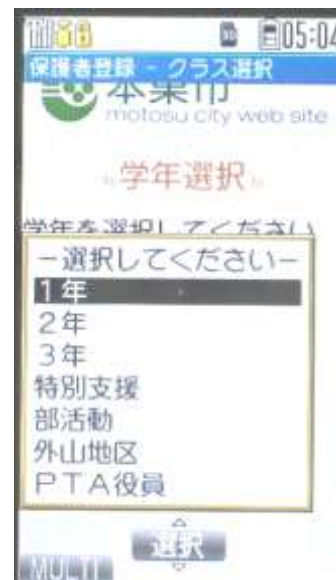 05:04
保護者登録 - クラス選択
本巣市
motosu city web site
学年選択
学年を選択してください
－選択してください－
1年
2年
3年
特別支援
部活動
外山地区
PTA役員
選択
MULTI